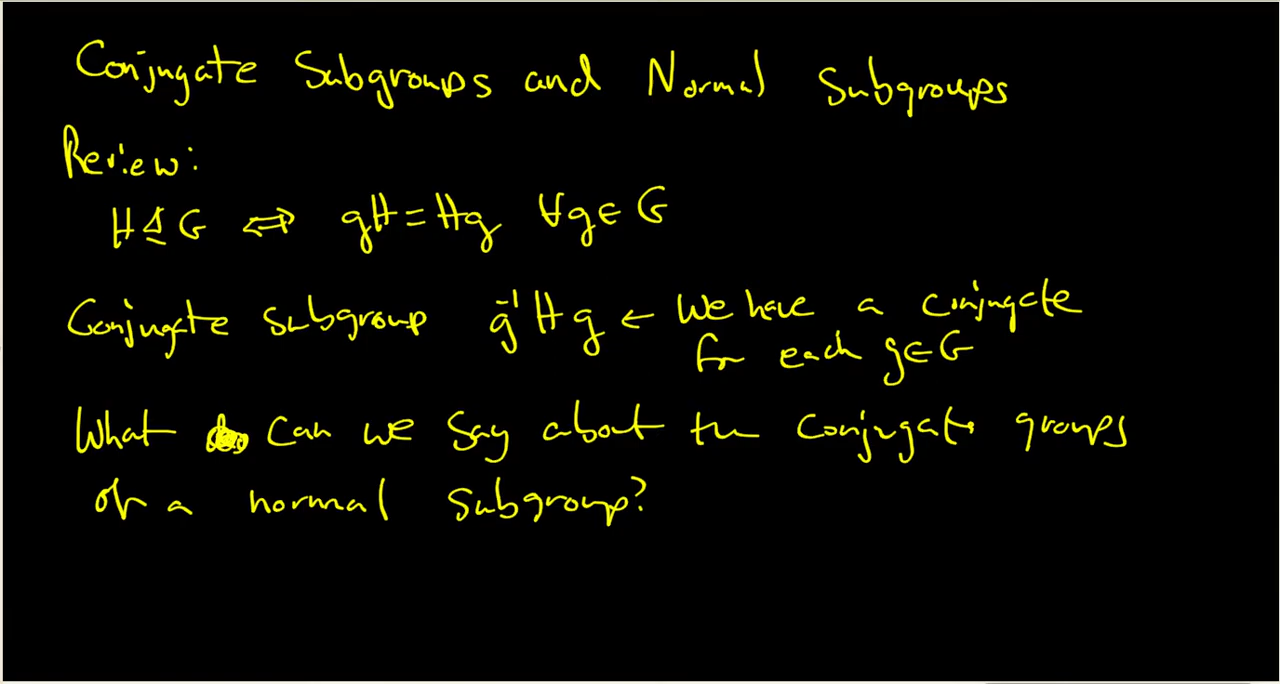 Conjugate Subgroups and Normal Subgroups
Review:
H ⊴ G ⇔ gH = Hg ∀g ∈ G
Conjugate subgroup g⁻¹Hg ← We have a conjugate
for each g ∈ G
What can we say about the conjugate groups
of a normal subgroup?